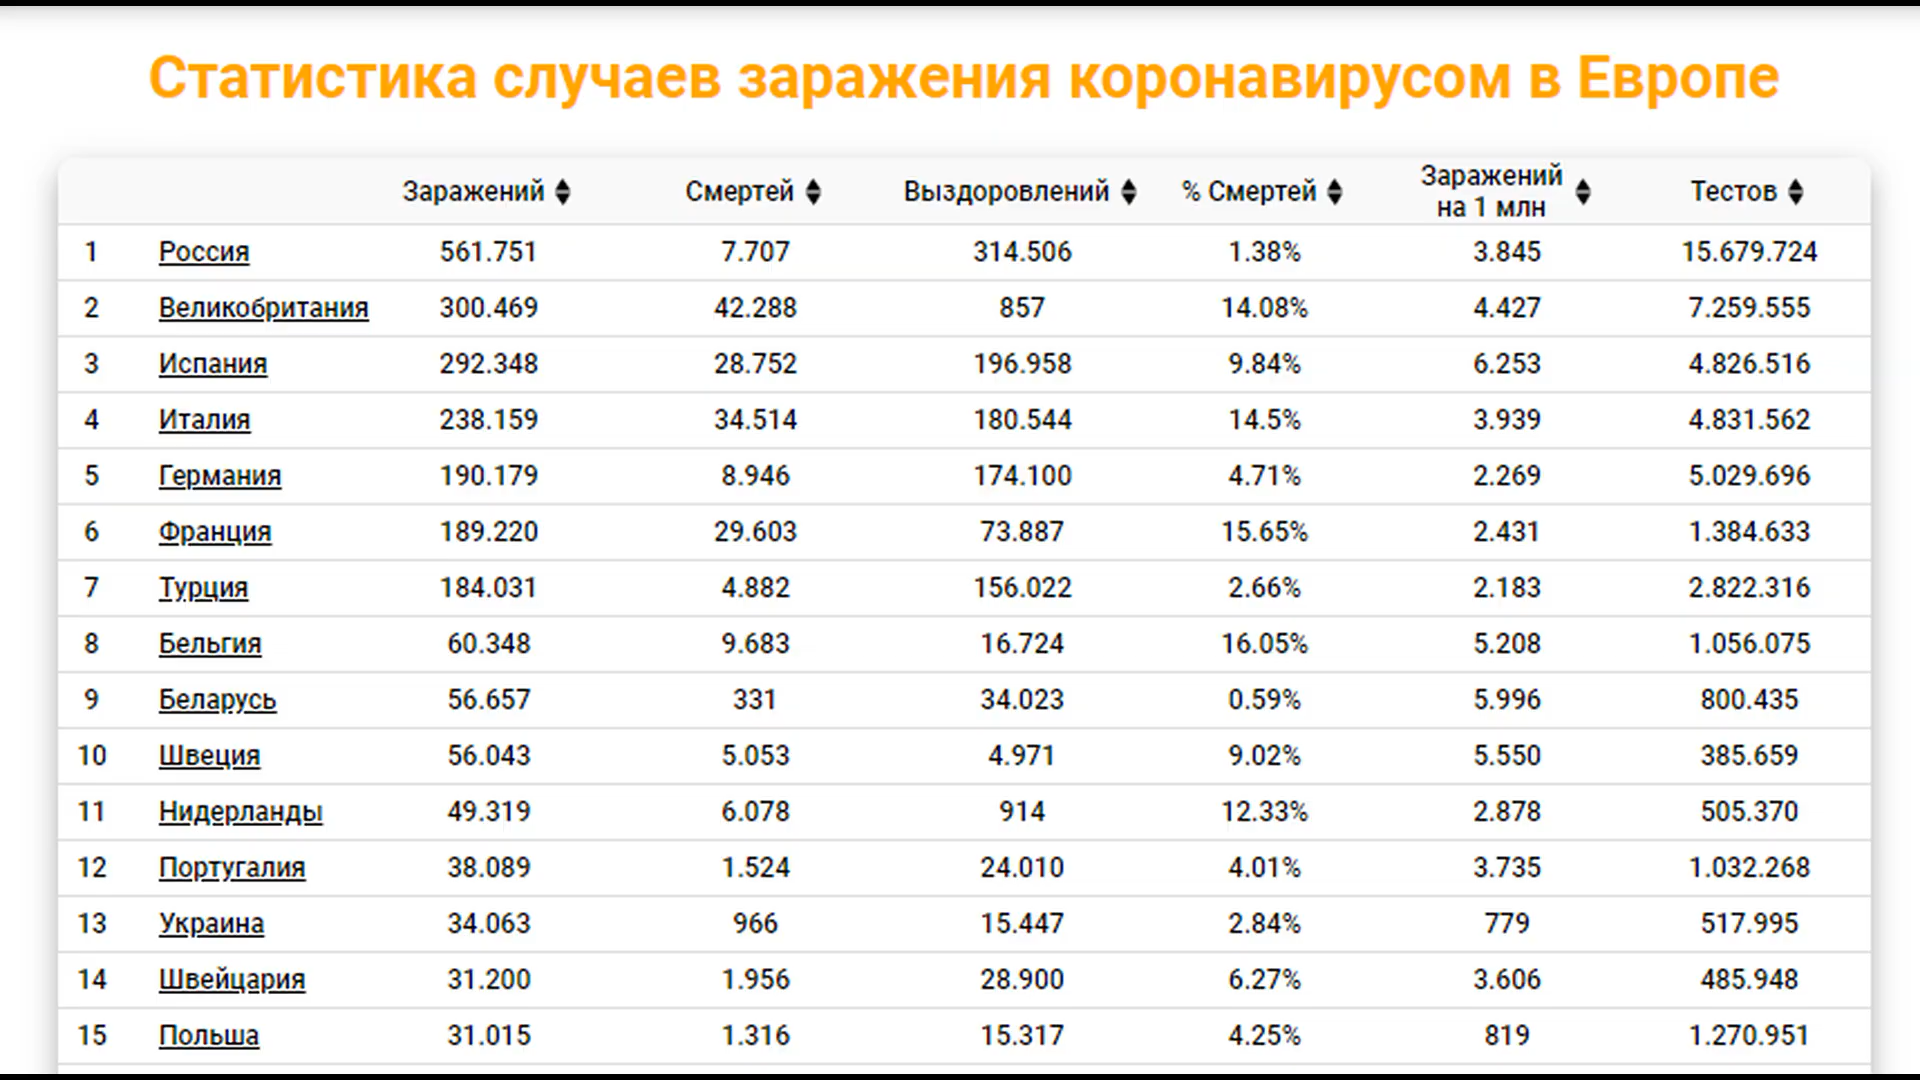 Статистика случаев заражения коронавирусом в Европе
Заражений Смертей Выздоровлений % Смертей Заражений на 1 млн Тестов
1 Россия 561.751 7.707 314.506 1.38% 3.845 15.679.724
2 Великобритания 300.469 42.288 857 14.08% 4.427 7.259.555
3 Испания 292.348 28.752 196.958 9.84% 6.253 4.826.516
4 Италия 238.159 34.514 180.544 14.5% 3.939 4.831.562
5 Германия 190.179 8.946 174.100 4.71% 2.269 5.029.696
6 Франция 189.220 29.603 73.887 15.65% 2.431 1.384.633
7 Турция 184.031 4.882 156.022 2.66% 2.183 2.822.316
8 Бельгия 60.348 9.683 16.724 16.05% 5.208 1.056.075
9 Беларусь 56.657 331 34.023 0.59% 5.996 800.435
10 Швеция 56.043 5.053 4.971 9.02% 5.550 385.659
11 Нидерланды 49.319 6.078 914 12.33% 2.878 505.370
12 Португалия 38.089 1.524 24.010 4.01% 3.735 1.032.268
13 Украина 34.063 966 15.447 2.84% 779 517.995
14 Швейцария 31.200 1.956 28.900 6.27% 3.606 485.948
15 Польша 31.015 1.316 15.317 4.25% 819 1.270.951